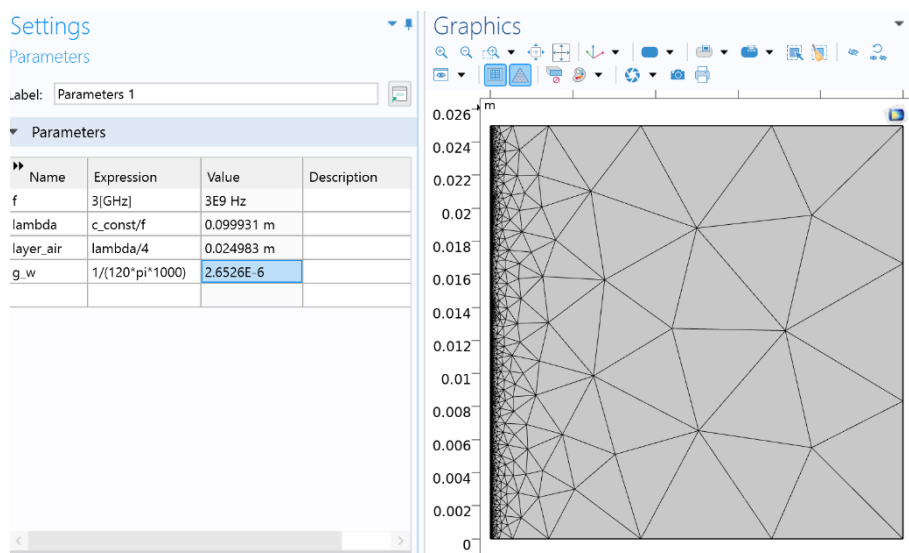 Settings
Parameters
Label: Parameters 1
Parameters
Name Expression Value Description
f 3[GHz] 3E9 Hz
lambda c_const/f 0.099931 m
layer_air lambda/4 0.024983 m
g_w 1/(120*pi*1000) 2.6526E-6
Graphics
m
0.026
0.024
0.022
0.02
0.018
0.016
0.014
0.012
0.01
0.008
0.006
0.004
0.002
0